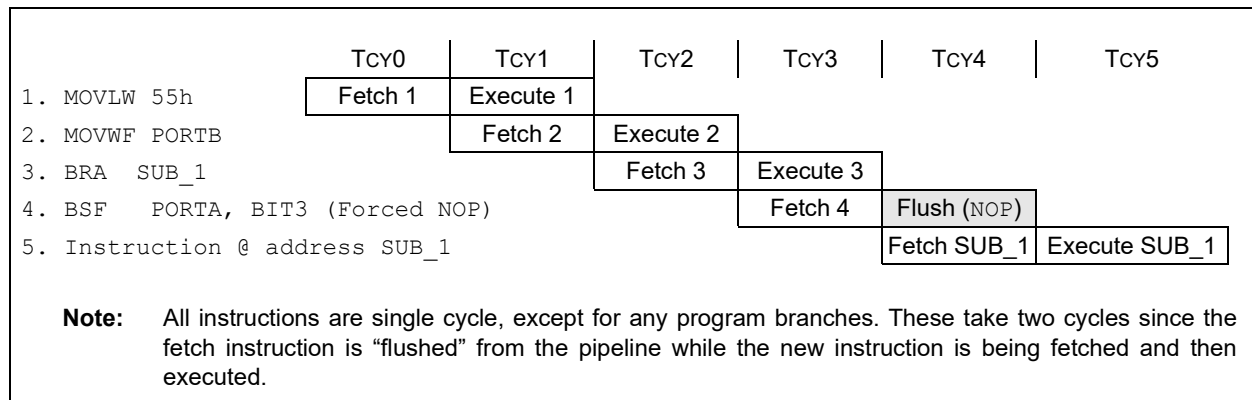 TCY0 TCY1 TCY2 TCY3 TCY4 TCY5
1. MOVLW 55h Fetch 1 Execute 1
2. MOVWF PORTB Fetch 2 Execute 2
3. BRA SUB_1 Fetch 3 Execute 3
4. BSF PORTA, BIT3 (Forced NOP) Fetch 4 Flush (NOP)
5. Instruction @ address SUB_1 Fetch SUB_1 Execute SUB_1
Note: All instructions are single cycle, except for any program branches. These take two cycles since the
fetch instruction is “flushed” from the pipeline while the new instruction is being fetched and then
executed.